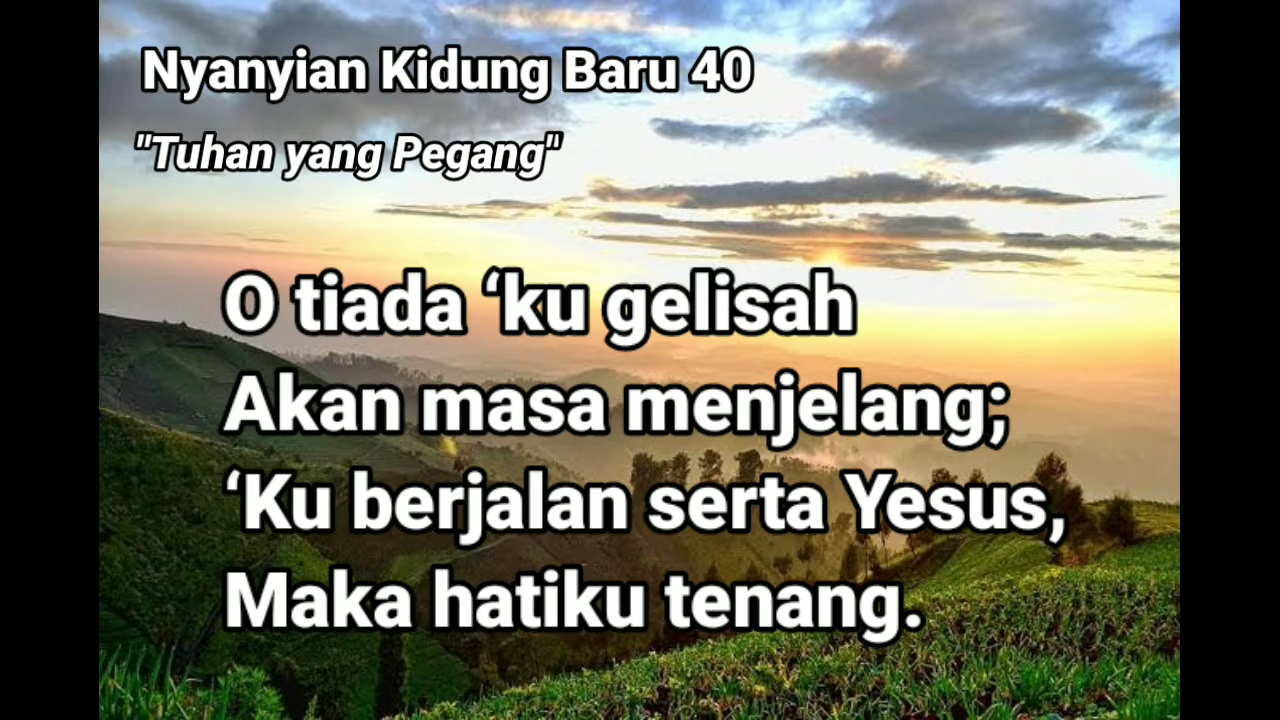 Nyanyian Kidung Baru 40
"Tuhan yang Pegang"
O tiada ‘ku gelisah
Akan masa menjelang;
‘Ku berjalan serta Yesus,
Maka hatiku tenang.